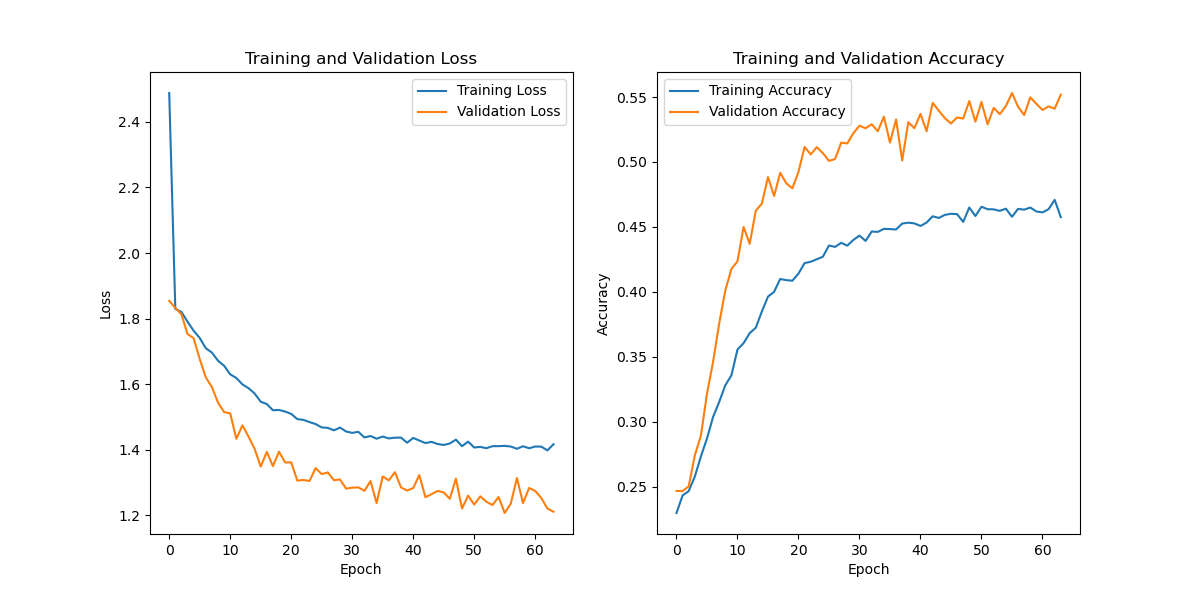 Training and Validation Loss
Training Loss
Validation Loss
2.4
2.2
2.0
1.8
1.6
1.4
1.2
Loss
0 10 20 30 40 50 60
Epoch
Training and Validation Accuracy
Training Accuracy
Validation Accuracy
0.55
0.50
0.45
0.40
0.35
0.30
0.25
Accuracy
0 10 20 30 40 50 60
Epoch